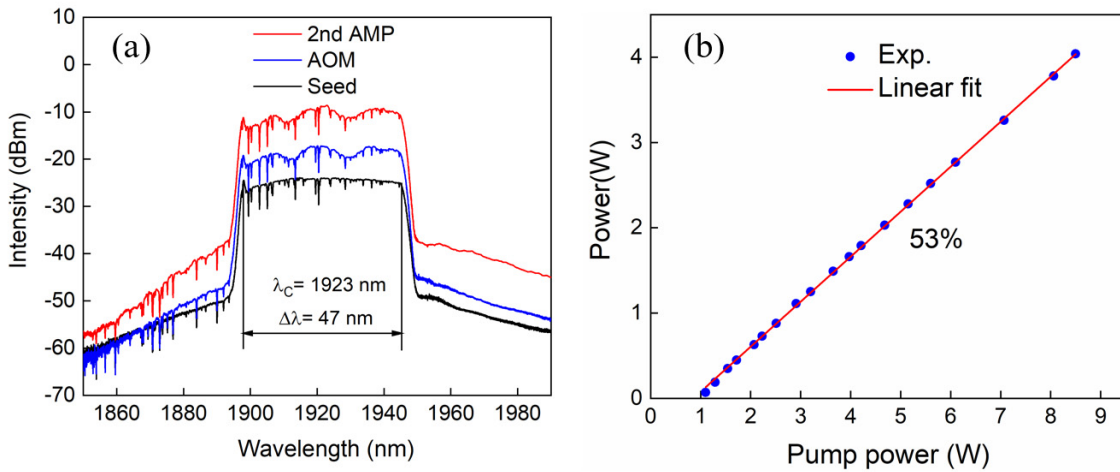 (a)
2nd AMP
AOM
Seed
10
0
-10
-20
-30
-40
-50
-60
-70
Intensity (dBm)
λC= 1923 nm
Δλ= 47 nm
1860 1880 1900 1920 1940 1960 1980
Wavelength (nm)
(b)
Exp.
Linear fit
4
3
2
1
0
Power(W)
53%
0 1 2 3 4 5 6 7 8 9
Pump power (W)